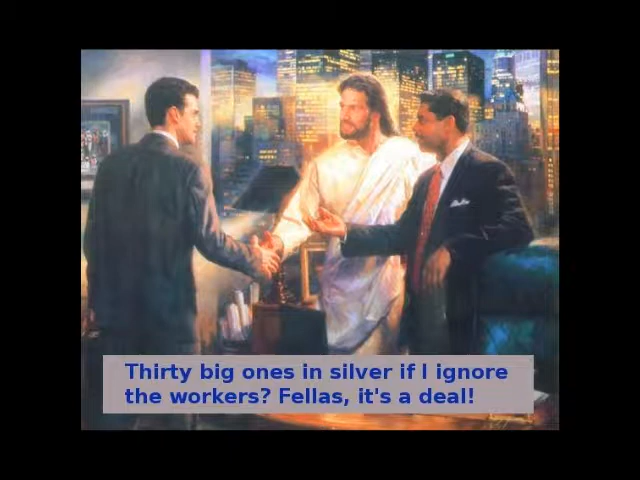 Thirty big ones in silver if I ignore
the workers? Fellas, it's a deal!